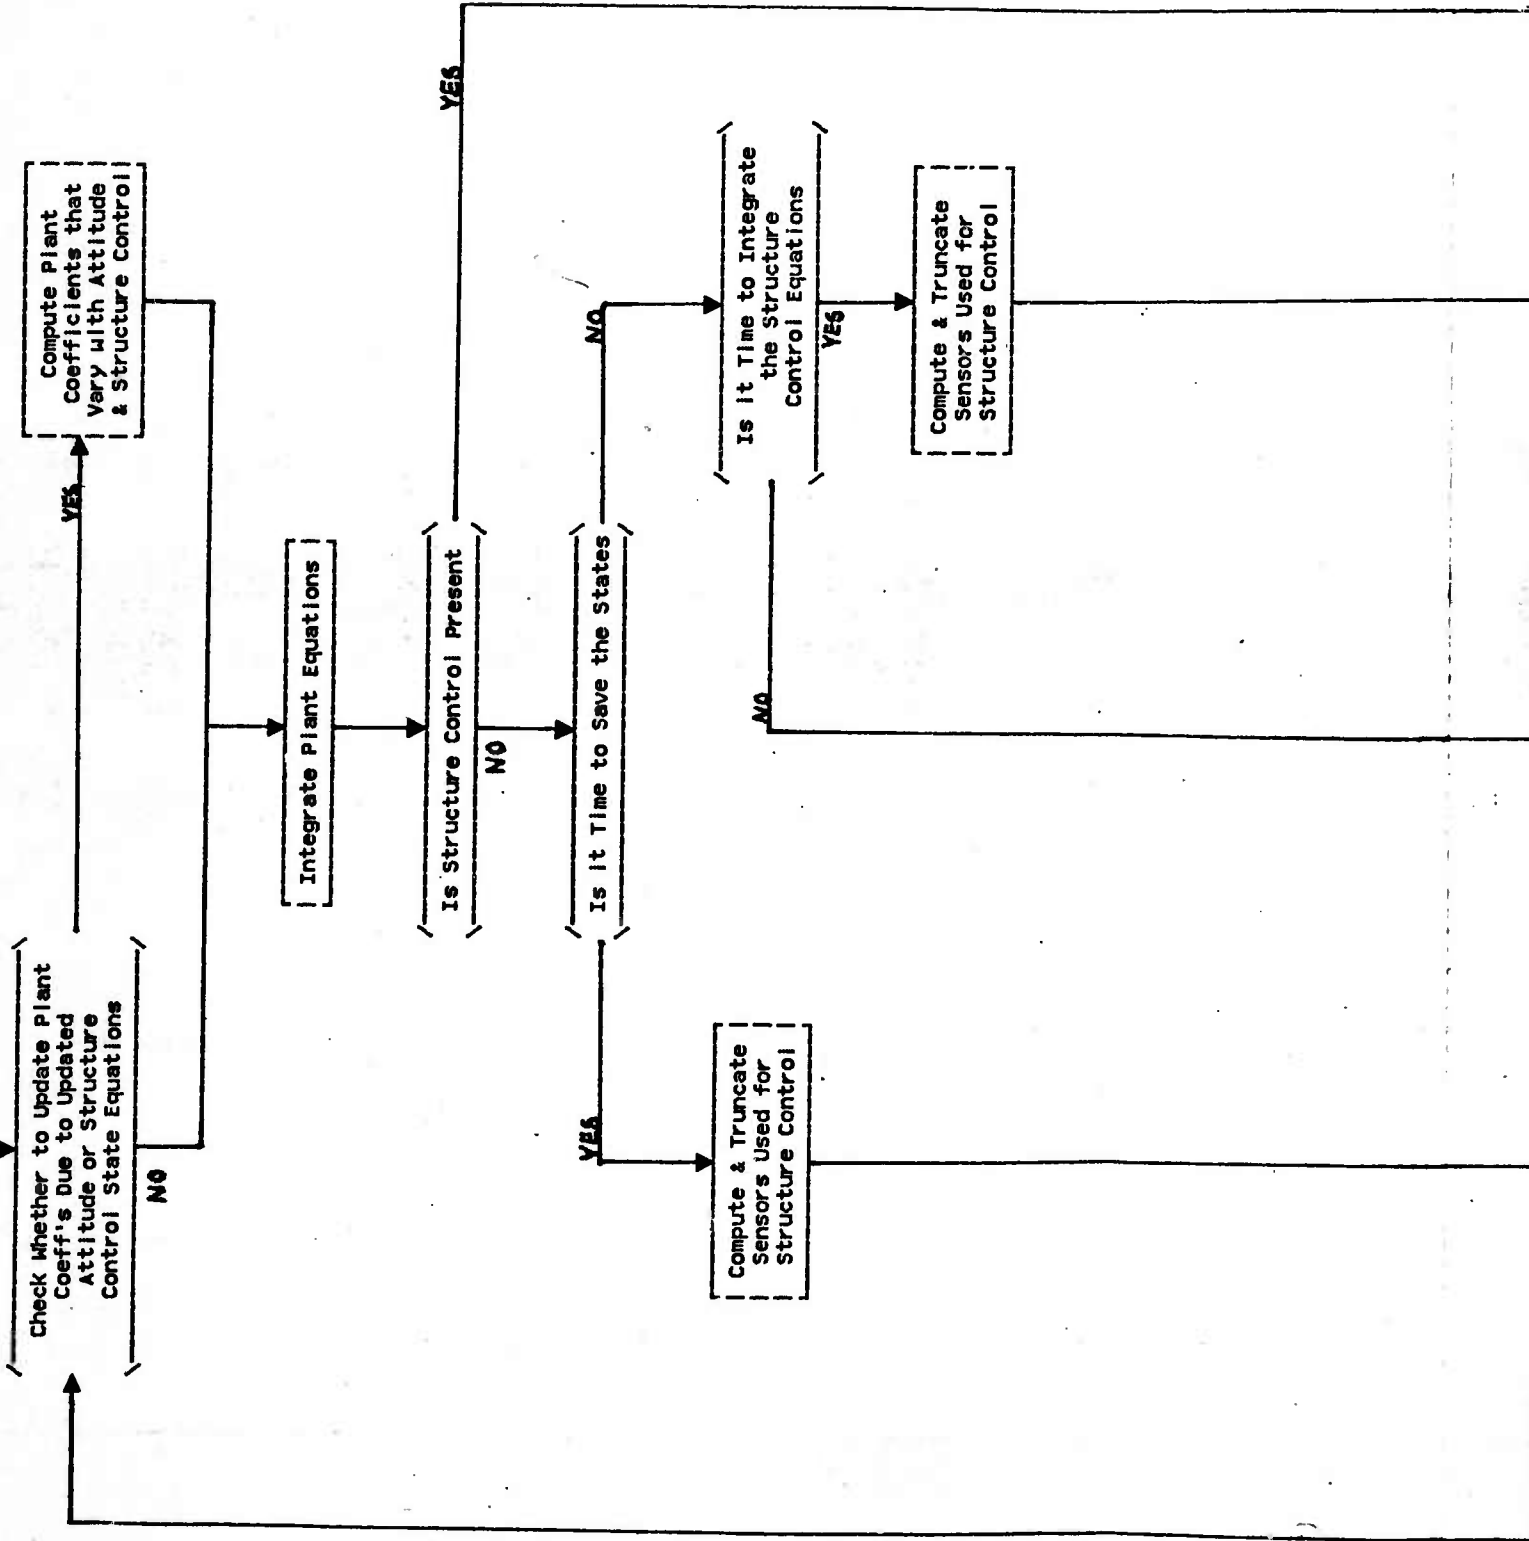 Check Whether to Update Plant
Coeff's Due to Updated
Attitude or Structure
Control State Equations
YES
NO
Compute Plant
Coefficients that
Vary with Attitude
& Structure Control
Integrate Plant Equations
Is Structure Control Present
YES
NO
Is it Time to Save the States
YES
NO
Compute & Truncate
Sensors Used for
Structure Control
Is it Time to Integrate
the Structure
Control Equations
NO
YES
Compute & Truncate
Sensors Used for
Structure Control